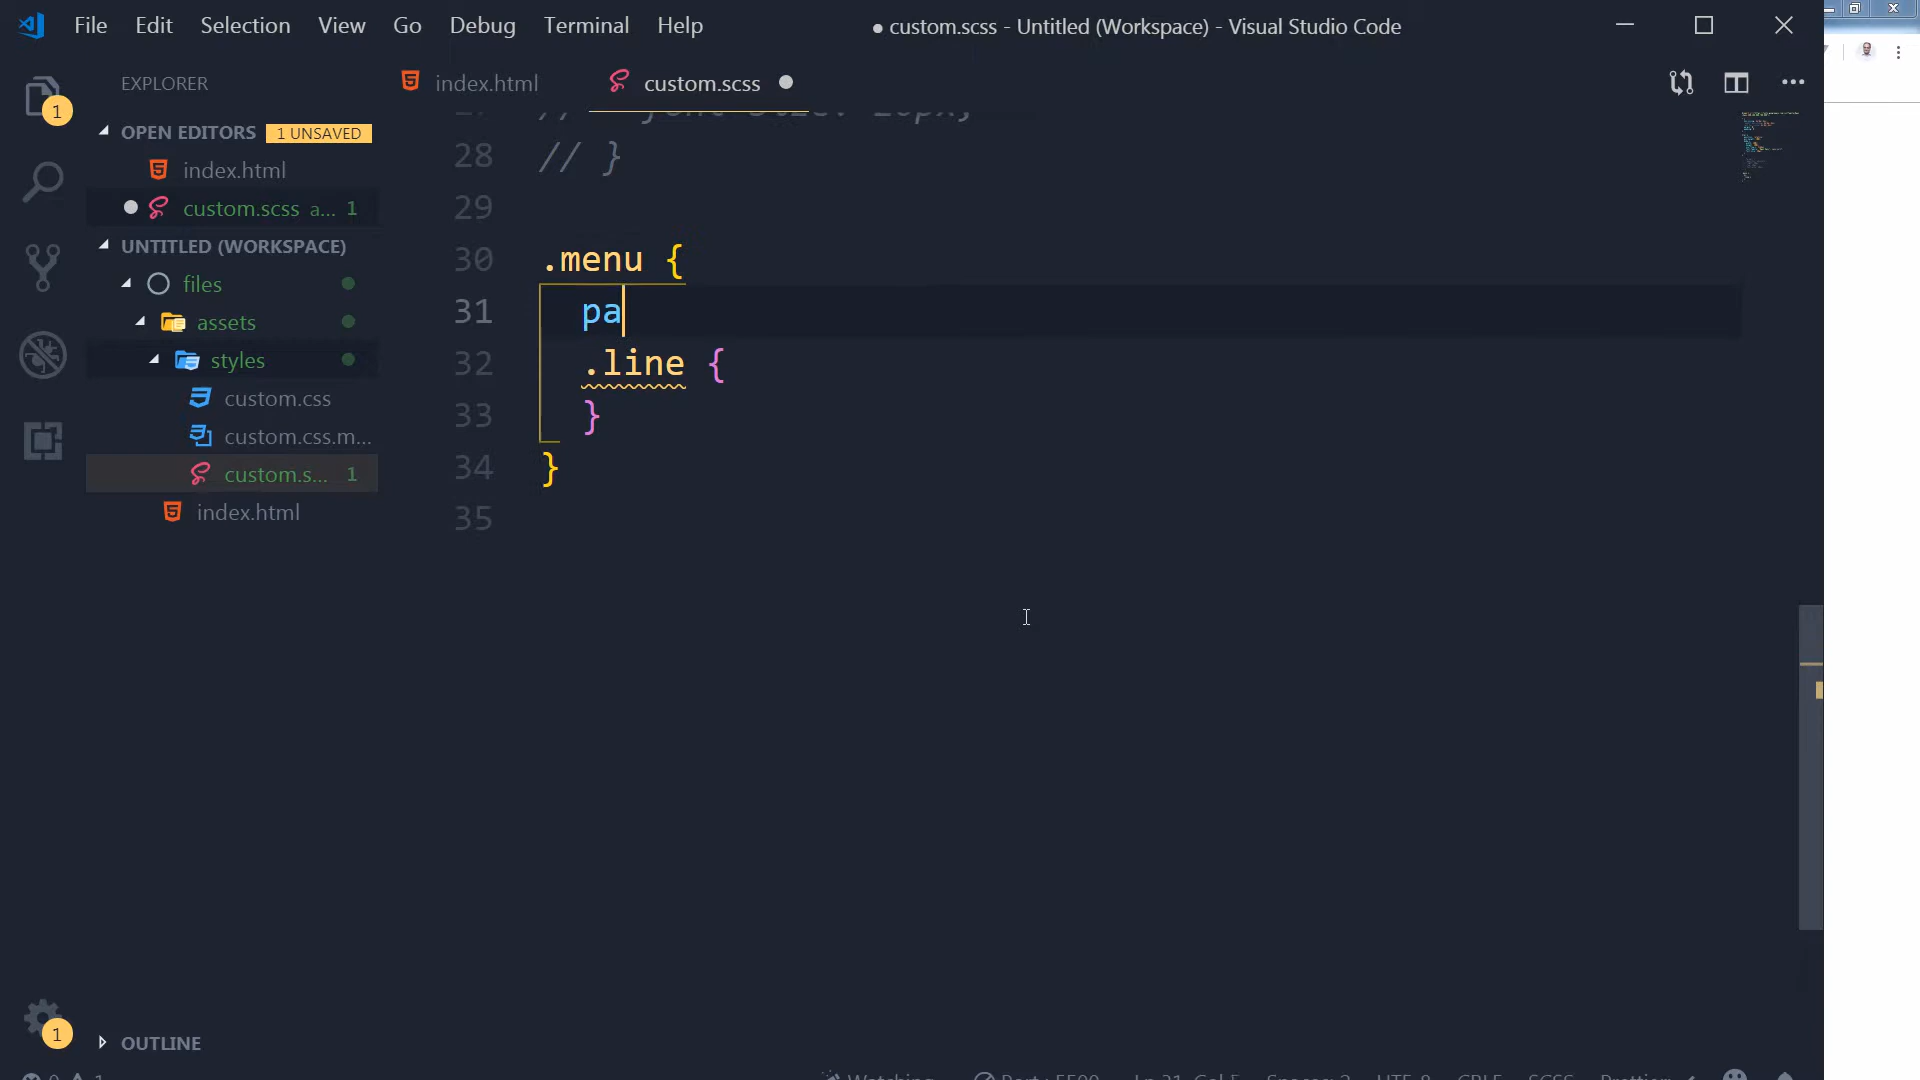 File Edit Selection View Go Debug Terminal Help
● custom.scss - Untitled (Workspace) - Visual Studio Code
EXPLORER
index.html
custom.scss
OPEN EDITORS 1 UNSAVED
index.html
custom.scss a... 1
UNTITLED (WORKSPACE)
files
assets
styles
custom.css
custom.css.m...
custom.s... 1
index.html
OUTLINE
1
1
28 // }
29
30 .menu {
31 pa
32 .line {
33 }
34 }
35